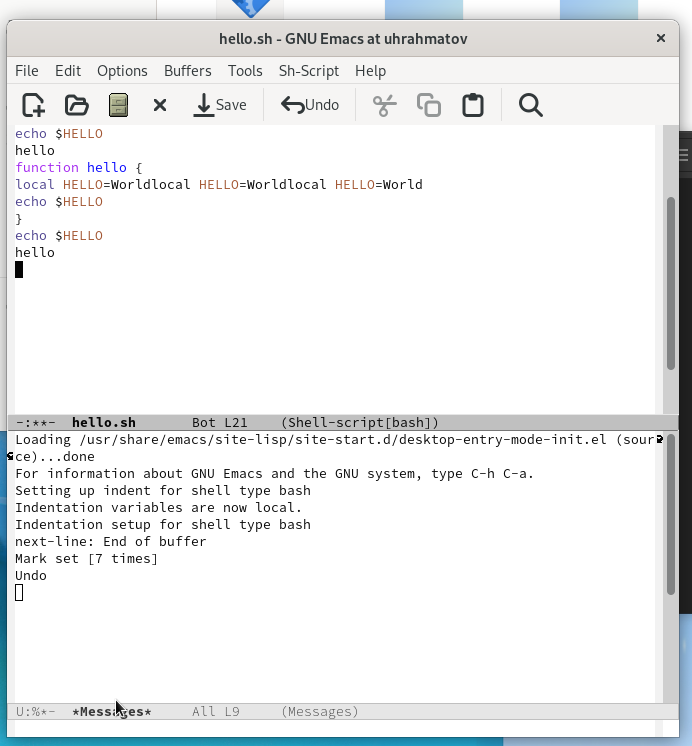 hello.sh - GNU Emacs at uhrahmatov
File Edit Options Buffers Tools Sh-Script Help
Save Undo
echo $HELLO
hello
function hello {
local HELLO=Worldlocal HELLO=Worldlocal HELLO=World
echo $HELLO
}
echo $HELLO
hello
-:**- hello.sh Bot L21 (Shell-script[bash])
Loading /usr/share/emacs/site-lisp/site-start.d/desktop-entry-mode-init.el (sour
ce)...done
For information about GNU Emacs and the GNU system, type C-h C-a.
Setting up indent for shell type bash
Indentation variables are now local.
Indentation setup for shell type bash
next-line: End of buffer
Mark set [7 times]
Undo
U:%*- *Messages* All L9 (Messages)